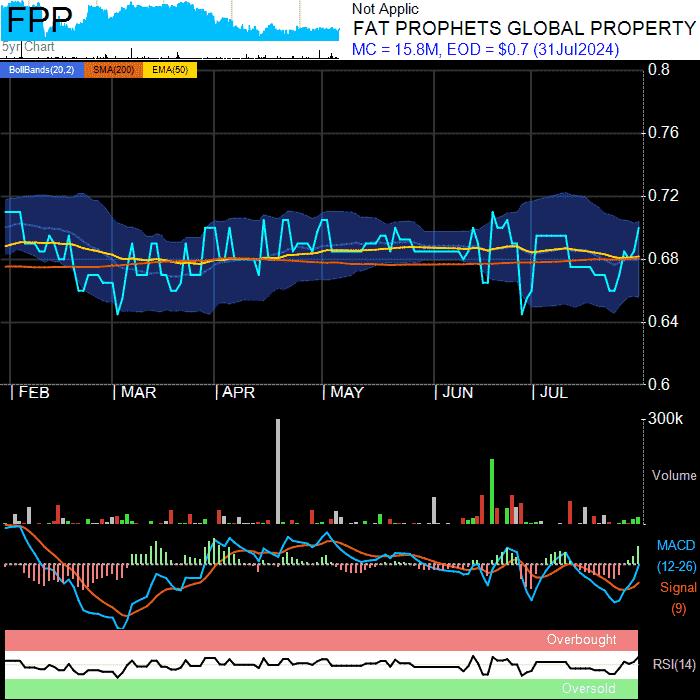 FPP
5yr Chart
Not Applic
FAT PROPHETS GLOBAL PROPERTY
MC = 15.8M, EOD = $0.7 (31Jul2024)
BollBands(20,2) SMA(200) EMA(50)
0.8
0.76
0.72
0.68
0.64
0.6
FEB MAR APR MAY JUN JUL
300k
Volume
MACD
(12-26)
Signal
(9)
Overbought
RSI(14)
Oversold